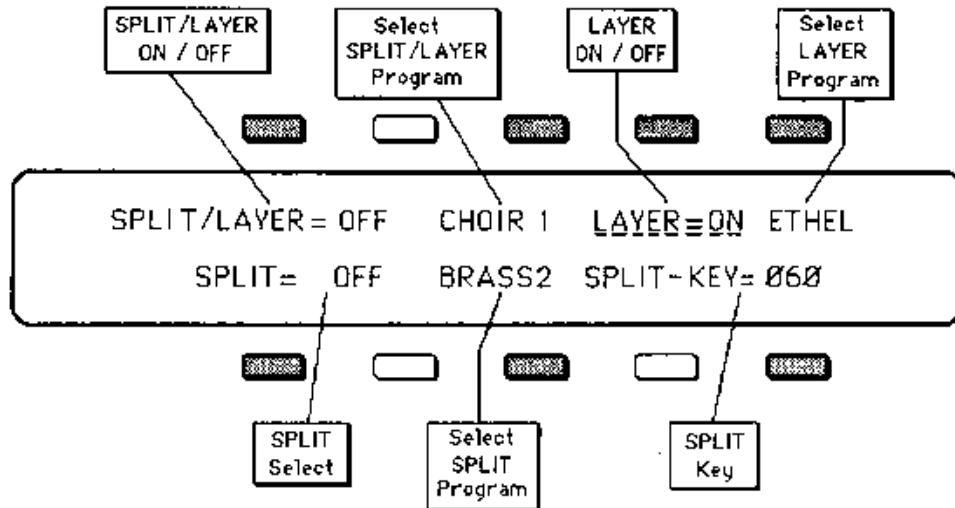 SPLIT/LAYER
ON / OFF
Select
SPLIT/LAYER
Program
LAYER
ON / OFF
Select
LAYER
Program
SPLIT/LAYER= OFF CHOIR 1 LAYER=ON ETHEL
SPLIT= OFF BRASS2 SPLIT-KEY= Ø6Ø
SPLIT
Select
Select
SPLIT
Program
SPLIT
Key